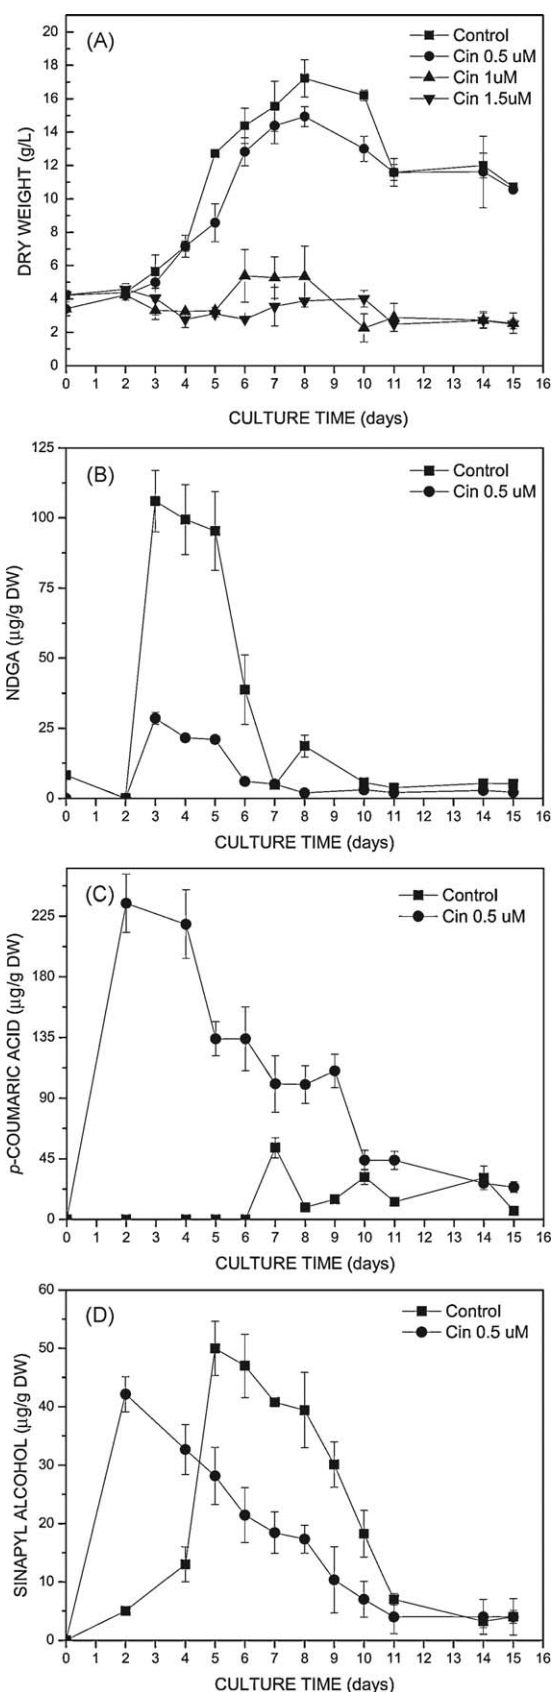 (A)
Control
Cin 0.5 uM
Cin 1uM
Cin 1.5uM
DRY WEIGHT (g/L)
20
18
16
14
12
10
8
6
4
2
0
0 1 2 3 4 5 6 7 8 9 10 11 12 13 14 15 16
CULTURE TIME (days)
(B)
Control
Cin 0.5 uM
NDGA (µg/g DW)
125
100
75
50
25
0
0 1 2 3 4 5 6 7 8 9 10 11 12 13 14 15 16
CULTURE TIME (days)
(C)
Control
Cin 0.5 uM
p-COUMARIC ACID (µg/g DW)
225
180
135
90
45
0
0 1 2 3 4 5 6 7 8 9 10 11 12 13 14 15 16
CULTURE TIME (days)
(D)
Control
Cin 0.5 uM
SINAPYL ALCOHOL (µg/g DW)
60
50
40
30
20
10
0
0 1 2 3 4 5 6 7 8 9 10 11 12 13 14 15 16
CULTURE TIME (days)